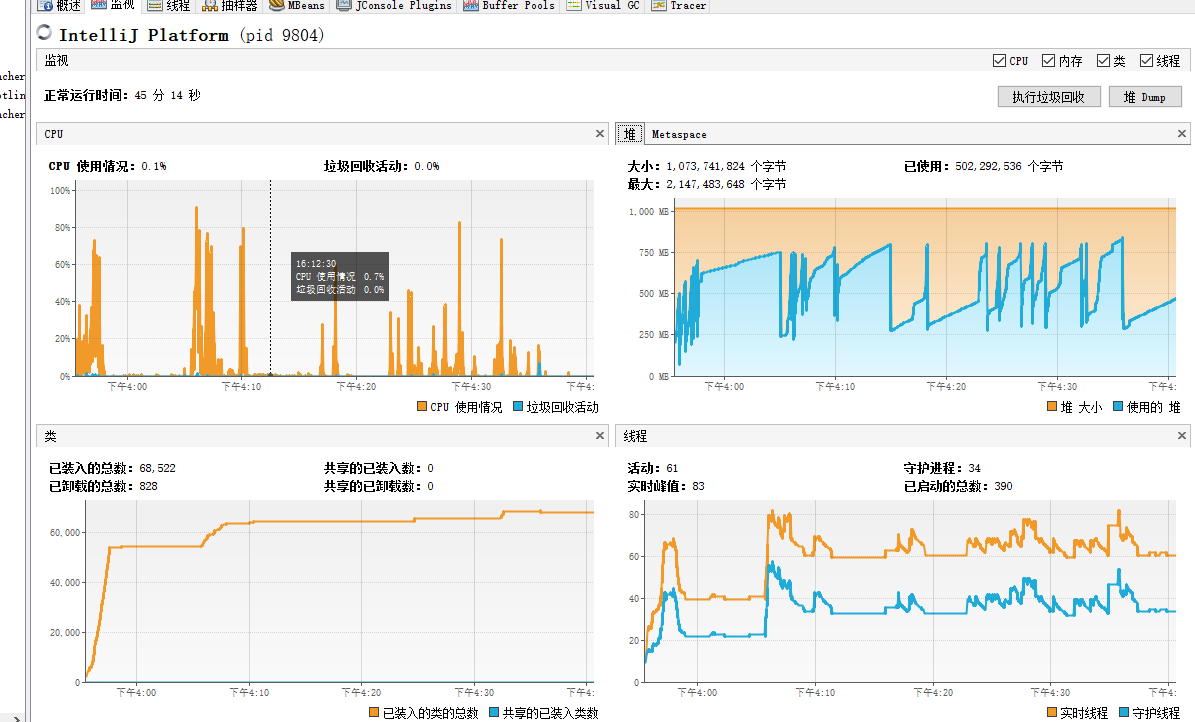 概述 监视 线程 抽样器 MBeans JConsole Plugins Buffer Pools Visual GC Tracer
IntelliJ Platform (pid 9804)
监视 CPU 内存 类 线程
正常运行时间: 45 分 14 秒 执行垃圾回收 堆 Dump
CPU
CPU 使用情况: 0.1% 垃圾回收活动: 0.0%
100%
80%
60%
40%
20%
0%
16:12:30
CPU 使用情况 0.7%
垃圾回收活动 0.0%
下午4:00 下午4:10 下午4:20 下午4:30 下午4:
CPU 使用情况 垃圾回收活动
堆 Metaspace
大小: 1,073,741,824 个字节 已使用: 502,292,536 个字节
最大: 2,147,483,648 个字节
1,000 MB
750 MB
500 MB
250 MB
0 MB
下午4:00 下午4:10 下午4:20 下午4:30 下午4:
堆 大小 使用的 堆
类
已装入的总数: 68,522 共享的已装入数: 0
已卸载的总数: 828 共享的已卸载数: 0
60,000
40,000
20,000
0
下午4:00 下午4:10 下午4:20 下午4:30 下午4:
已装入的类的总数 共享的已装入类数
线程
活动: 61 守护进程: 34
实时峰值: 83 已启动的总数: 390
80
60
40
20
0
下午4:00 下午4:10 下午4:20 下午4:30 下午4:
实时线程 守护线程